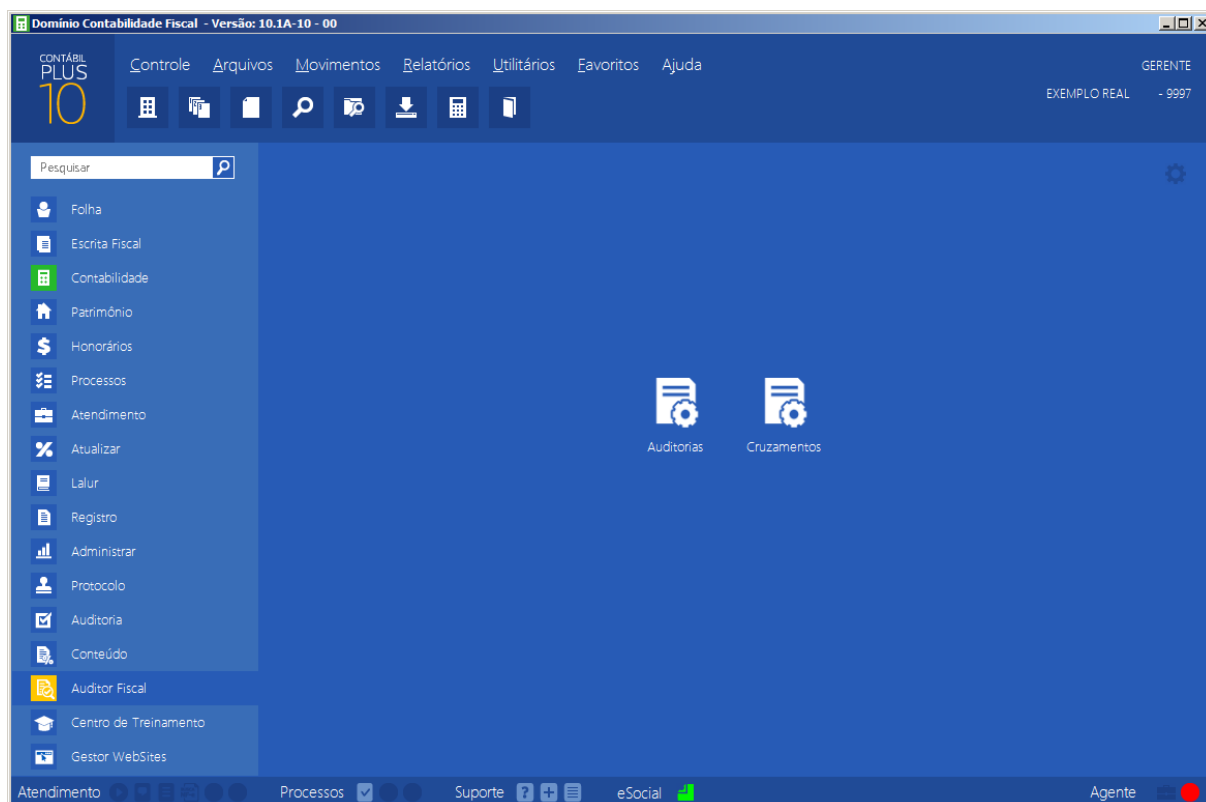 Domínio Contabilidade Fiscal - Versão: 10.1A-10 - 00
CONTÁBIL
PLUS
10
Controle Arquivos Movimentos Relatórios Utilitários Favoritos Ajuda
GERENTE
EXEMPLO REAL - 9997
Pesquisar
Folha
Escrita Fiscal
Contabilidade
Patrimônio
Honorários
Processos
Atendimento
Atualizar
Lalur
Registro
Administrar
Protocolo
Auditoria
Conteúdo
Auditor Fiscal
Centro de Treinamento
Gestor WebSites
Auditorias
Cruzamentos
Atendimento Processos Suporte eSocial Agente